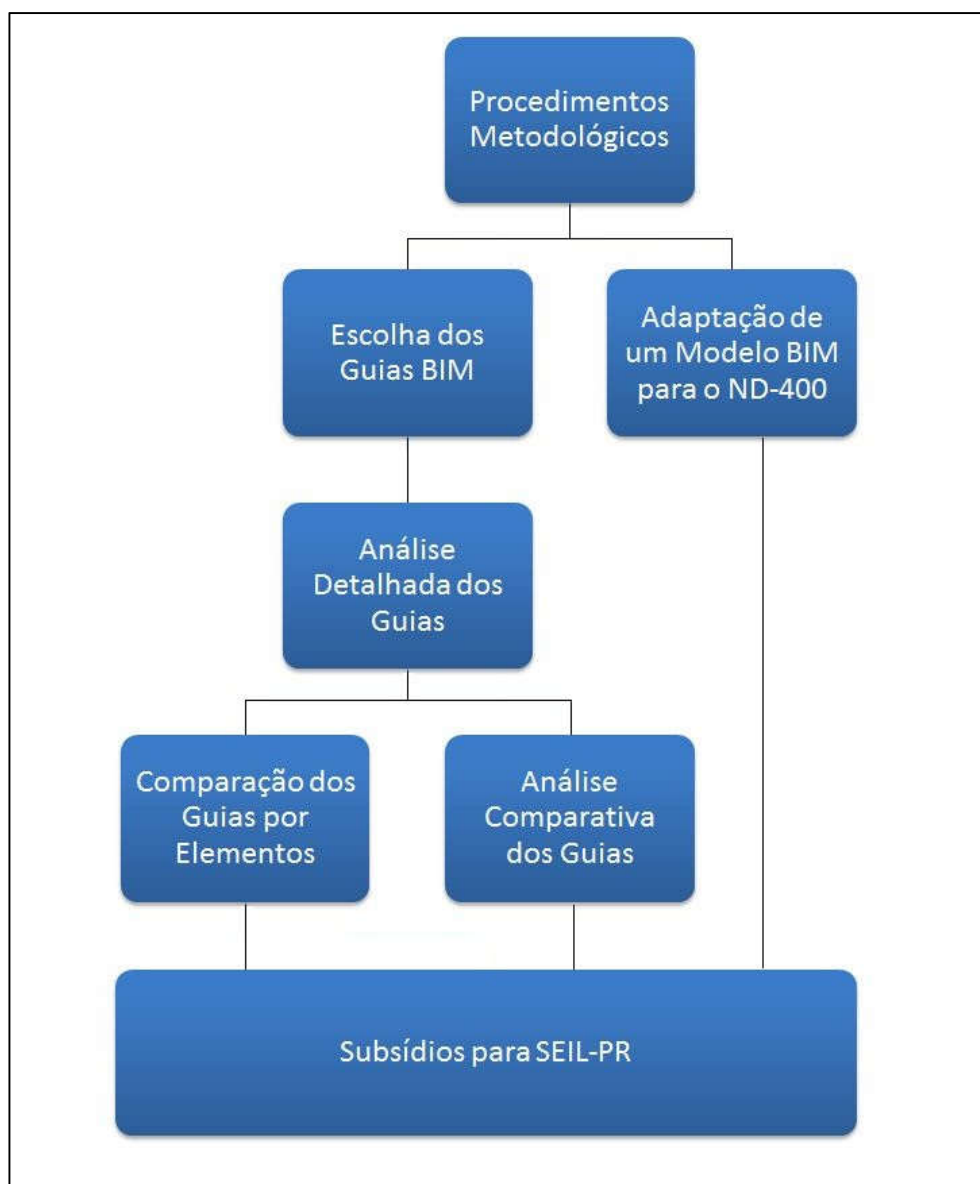 Procedimentos
Metodológicos
Escolha dos
Guias BIM
Adaptação de
um Modelo BIM
para o ND-400
Análise
Detalhada dos
Guias
Comparação dos
Guias por
Elementos
Análise
Comparativa
dos Guias
Subsídios para SEIL-PR